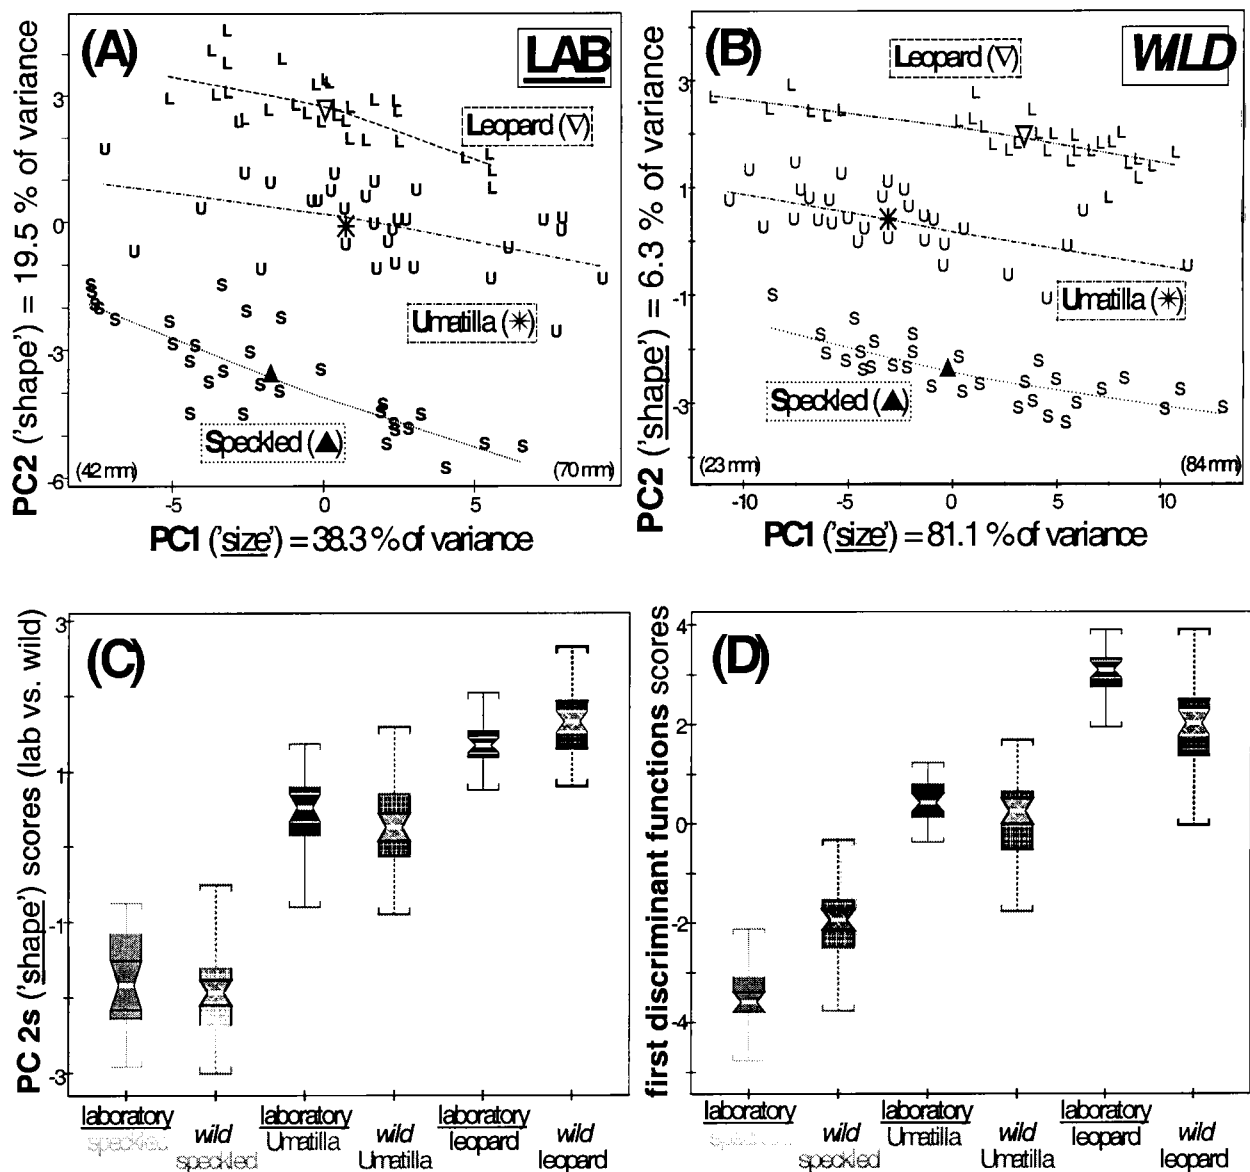 (A)
LAB
Leopard (▽)
Umatilla (✳)
Speckled (▲)
(42 mm)
(70 mm)
3
0
-3
-6
-5
0
5
PC2 ('shape') = 19.5 % of variance
PC1 ('size') = 38.3 % of variance
(B)
WILD
Leopard (▽)
Umatilla (✳)
Speckled (▲)
(23 mm)
(84 mm)
3
1
-1
-3
-10
-5
0
5
10
PC2 ('shape') = 6.3 % of variance
PC1 ('size') = 81.1 % of variance
(C)
3
1
-1
-3
PC 2s ('shape') scores (lab vs. wild)
laboratory
speckled
wild
speckled
laboratory
Umatilla
wild
Umatilla
laboratory
leopard
wild
leopard
(D)
4
2
0
-2
-4
first discriminant functions scores
laboratory
wild
speckled
laboratory
Umatilla
wild
Umatilla
laboratory
leopard
wild
leopard